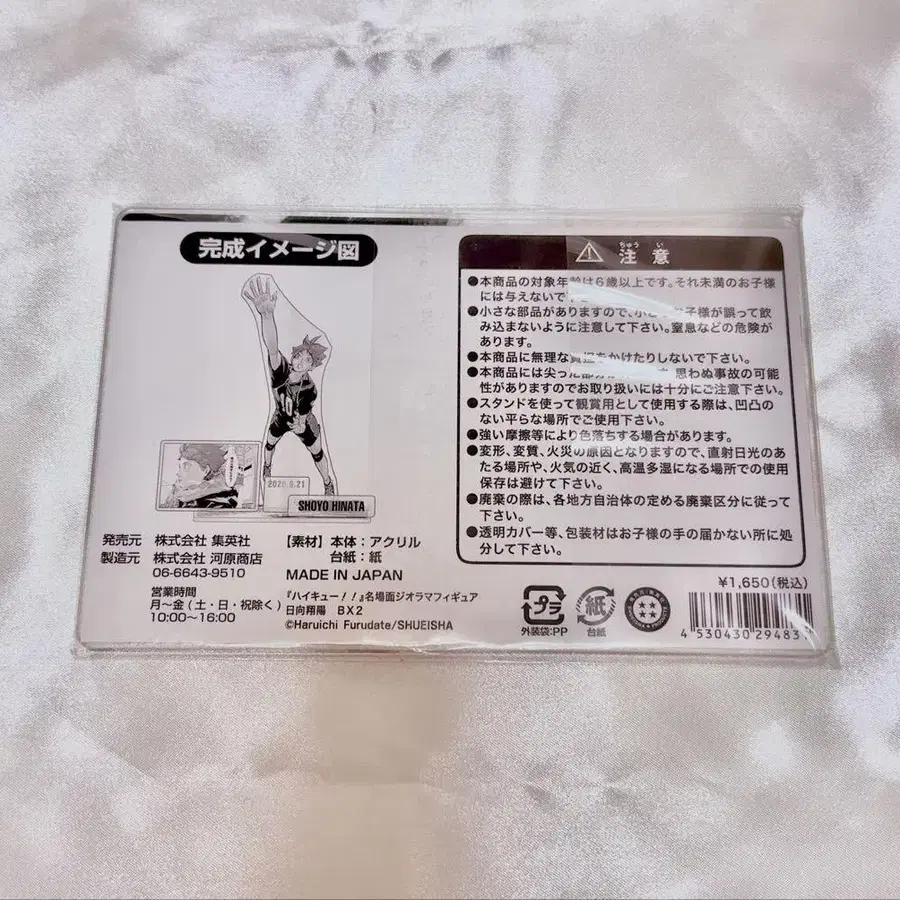 完成イメージ図
2020.9.21
SHOYO HINATA
発売元 株式会社 集英社
製造元 株式会社 河原商店
06-6643-9510
営業時間
月〜金(土・日・祝除く)
10:00〜16:00
【素材】本体:アクリル
台紙:紙
MADE IN JAPAN
『ハイキュー!!』名場面ジオラマフィギュア
日向翔陽 BX2
©Haruichi Furudate/SHUEISHA
ちゅう い
注意
●本商品の対象年齢は6歳以上です。それ未満のお子様
には与えないで下
●小さな部品がありますので、小さなお子様が誤って飲
み込まないように注意して下さい。窒息などの危険が
あります。
●本商品に無理な負担をかけたりしないで下さい。
●本商品には尖った部分が 思わぬ事故の可能
性がありますのでお取り扱いには十分にご注意下さい。
●スタンドを使って観賞用として使用する際は、凹凸の
ない平らな場所でご使用下さい。
●強い摩擦等により色落ちする場合があります。
●変形、変質、火災の原因となりますので、直射日光のあ
たる場所や、火気の近く、高温多湿になる場所での使用
保存は避けて下さい。
●廃棄の際は、各地方自治体の定める廃棄区分に従って
下さい。
●透明カバー等、包装材はお子様の手の届かない所に処
分して下さい。
¥1,650(税込)
プラ
外装袋:PP
紙
台紙
4 530430 29483